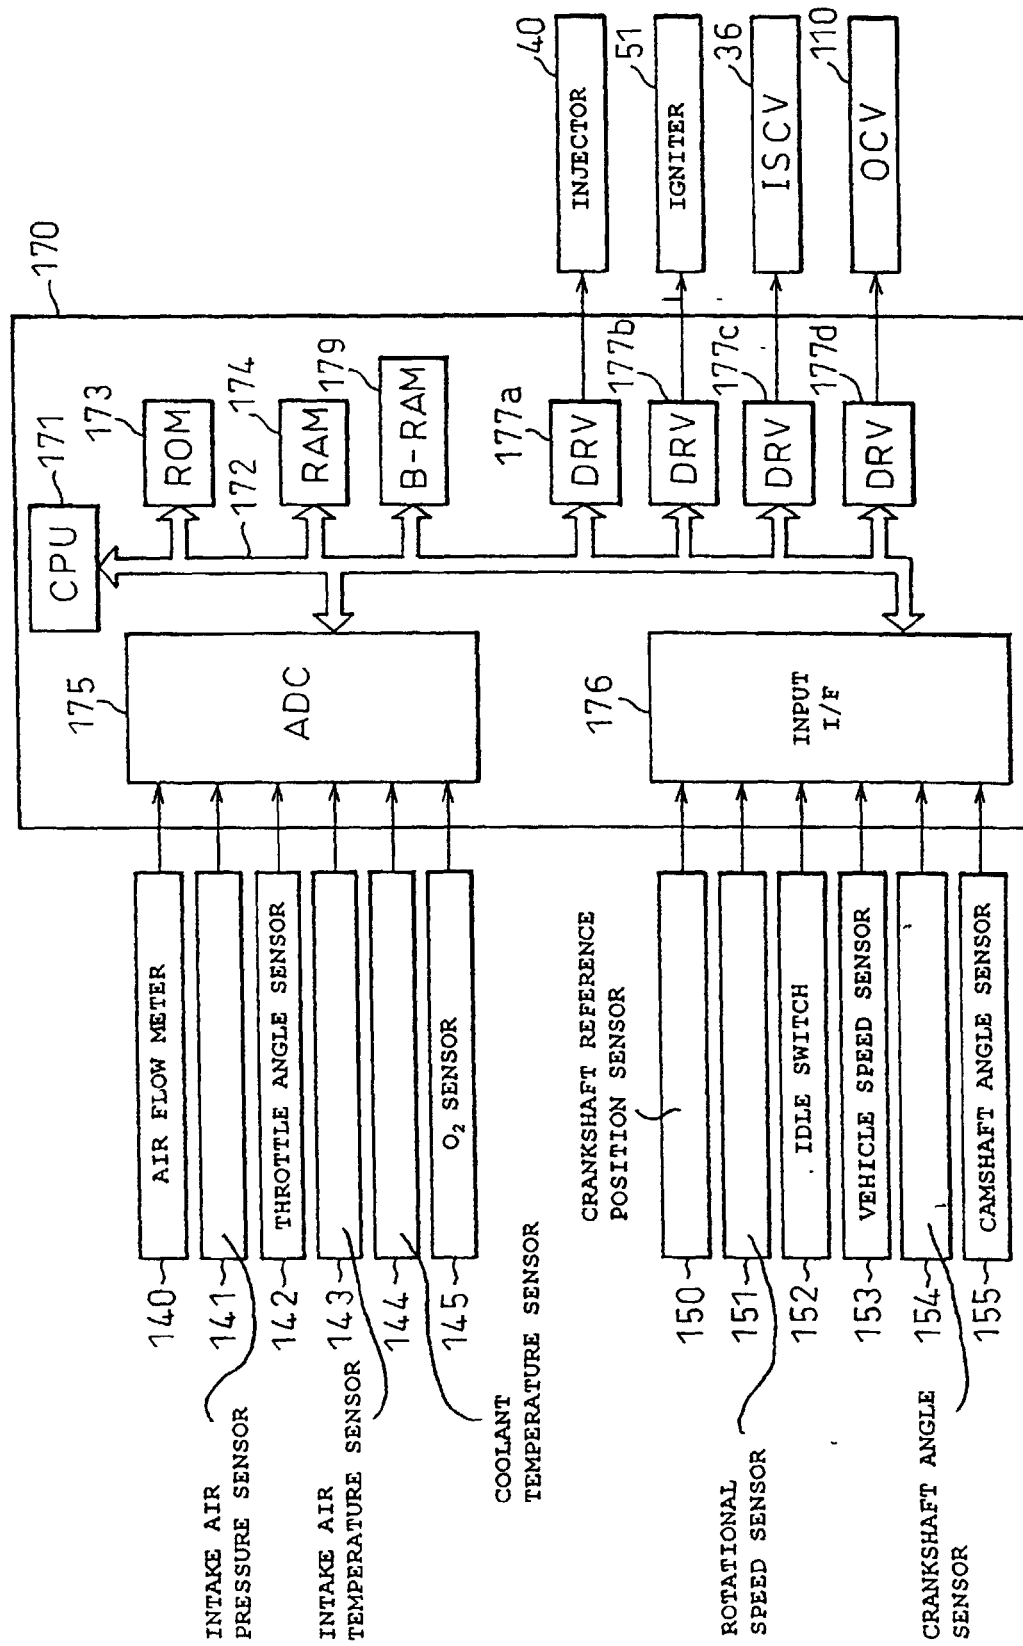 170
171
CPU
173
ROM
174
RAM
172
179
B-RAM
175
ADC
177a
DRV
177b
DRV
177c
DRV
177d
DRV
40
INJECTOR
51
IGNITER
36
ISCV
110
OCV
176
INPUT
I/F
140
AIR FLOW METER
141
INTAKE AIR
PRESSURE SENSOR
142
THROTTLE ANGLE SENSOR
143
INTAKE AIR
TEMPERATURE SENSOR
144
COOLANT
TEMPERATURE SENSOR
145
O₂ SENSOR
150
CRANKSHAFT REFERENCE
POSITION SENSOR
151
ROTATIONAL
SPEED SENSOR
152
IDLE SWITCH
153
VEHICLE SPEED SENSOR
154
CRANKSHAFT ANGLE
SENSOR
155
CAMSHAFT ANGLE SENSOR